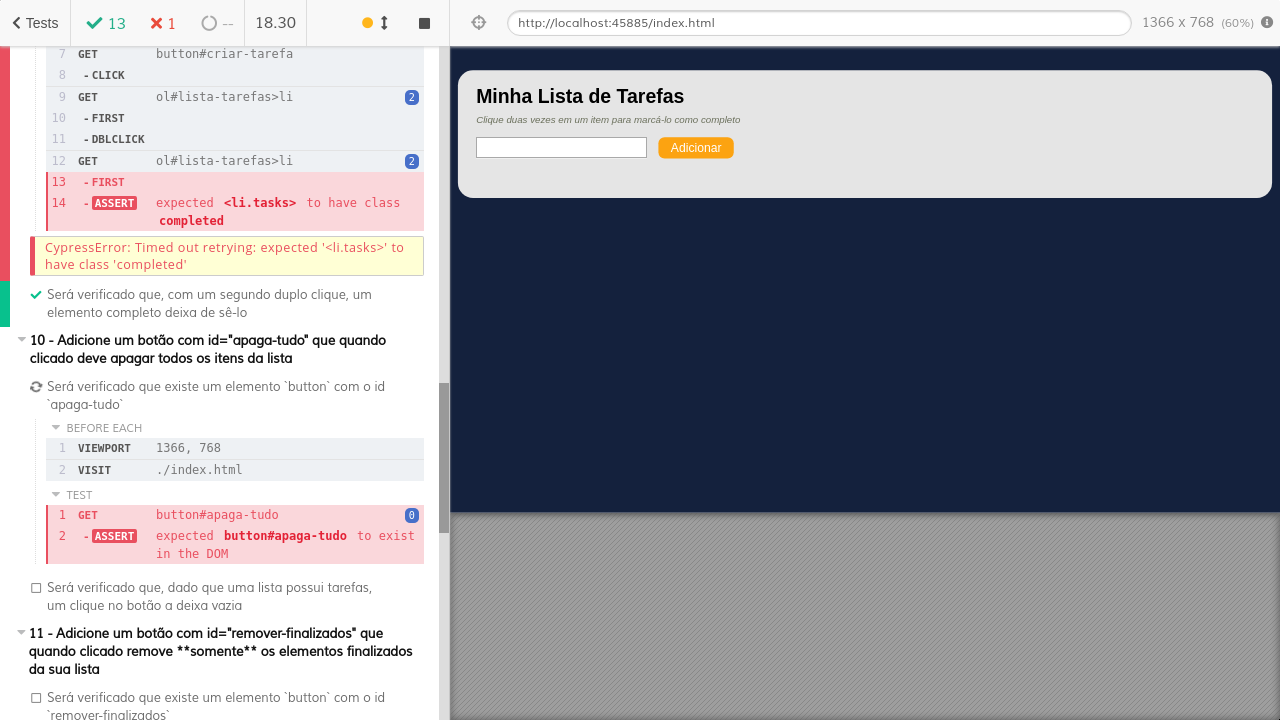 Tests
13
1
--
18.30
http://localhost:45885/index.html
1366 x 768 (60%)
7 GET button#criar-tarefa
8 - CLICK
9 GET ol#lista-tarefas>li 2
10 - FIRST
11 - DBLCLICK
12 GET ol#lista-tarefas>li 2
13 - FIRST
14 - ASSERT expected <li.tasks> to have class
completed
CypressError: Timed out retrying: expected '<li.tasks>' to
have class 'completed'
Será verificado que, com um segundo duplo clique, um
elemento completo deixa de sê-lo
10 - Adicione um botão com id="apaga-tudo" que quando
clicado deve apagar todos os itens da lista
Será verificado que existe um elemento `button` com o id
`apaga-tudo`
BEFORE EACH
1 VIEWPORT 1366, 768
2 VISIT ./index.html
TEST
1 GET button#apaga-tudo 0
2 - ASSERT expected button#apaga-tudo to exist
in the DOM
Será verificado que, dado que uma lista possui tarefas,
um clique no botão a deixa vazia
11 - Adicione um botão com id="remover-finalizados" que
quando clicado remove **somente** os elementos finalizados
da sua lista
Será verificado que existe um elemento `button` com o id
`remover-finalizados`
Minha Lista de Tarefas
Clique duas vezes em um item para marcá-lo como completo
Adicionar